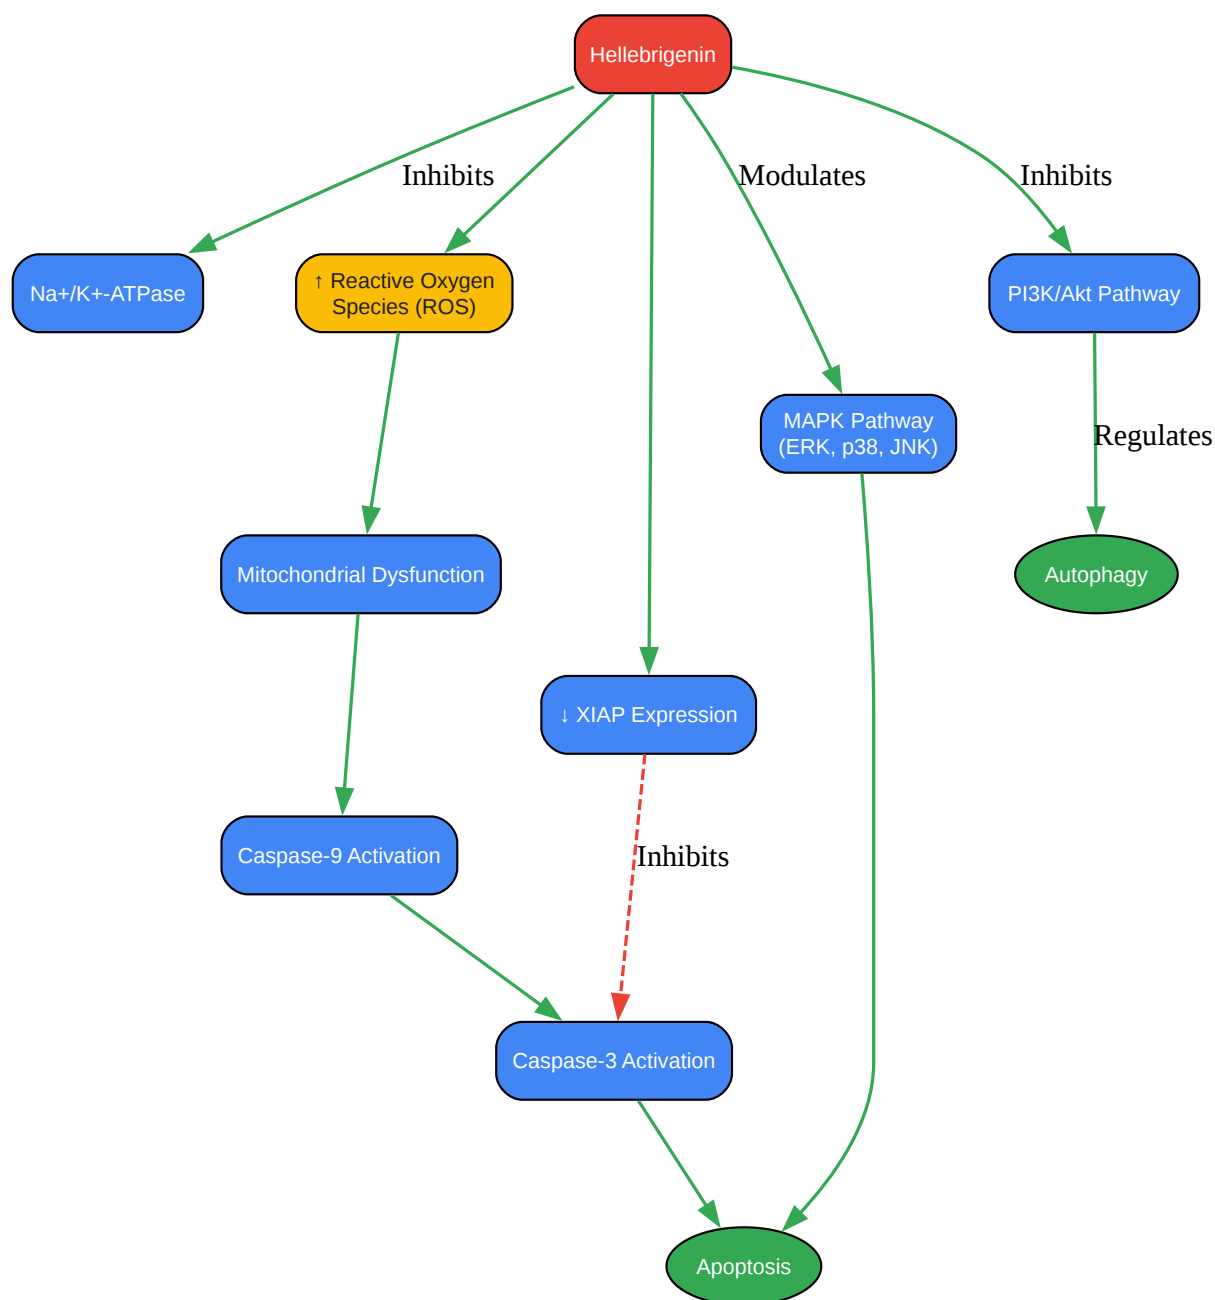 Hellebrigenin
Inhibits
Modulates
Inhibits
Na+/K+-ATPase
↑ Reactive Oxygen
Species (ROS)
PI3K/Akt Pathway
MAPK Pathway
(ERK, p38, JNK)
Regulates
Mitochondrial Dysfunction
Autophagy
↓ XIAP Expression
Caspase-9 Activation
Inhibits
Caspase-3 Activation
Apoptosis